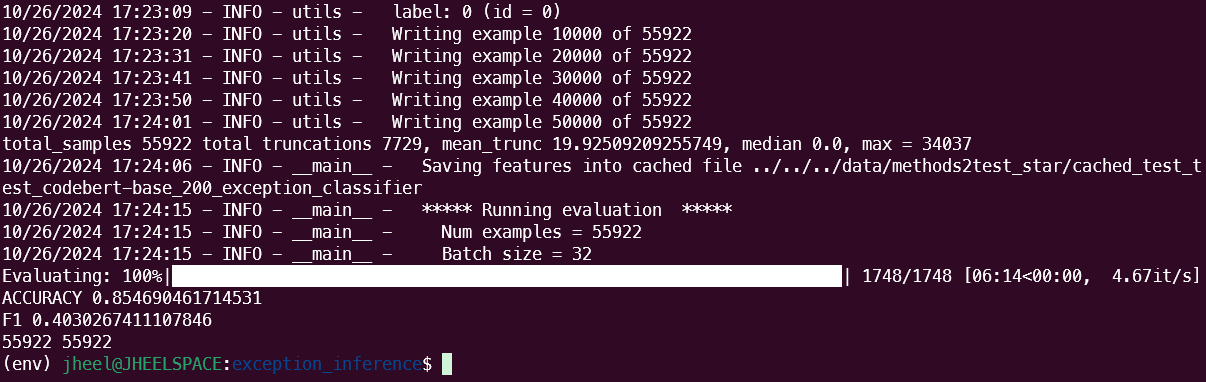 10/26/2024 17:23:09 - INFO - utils -   label: 0 (id = 0)
10/26/2024 17:23:20 - INFO - utils -   Writing example 10000 of 55922
10/26/2024 17:23:31 - INFO - utils -   Writing example 20000 of 55922
10/26/2024 17:23:41 - INFO - utils -   Writing example 30000 of 55922
10/26/2024 17:23:50 - INFO - utils -   Writing example 40000 of 55922
10/26/2024 17:24:01 - INFO - utils -   Writing example 50000 of 55922
total_samples 55922 total truncations 7729, mean_trunc 19.92509209255749, median 0.0, max = 34037
10/26/2024 17:24:06 - INFO - __main__ -   Saving features into cached file ../../../data/methods2test_star/cached_test_t
est_codebert-base_200_exception_classifier
10/26/2024 17:24:15 - INFO - __main__ -   ***** Running evaluation  *****
10/26/2024 17:24:15 - INFO - __main__ -     Num examples = 55922
10/26/2024 17:24:15 - INFO - __main__ -     Batch size = 32
Evaluating: 100%|| 1748/1748 [06:14<00:00,  4.67it/s]
ACCURACY 0.854690461714531
F1 0.4030267411107846
55922 55922
(env) jheel@JHEELSPACE:exception_inference$